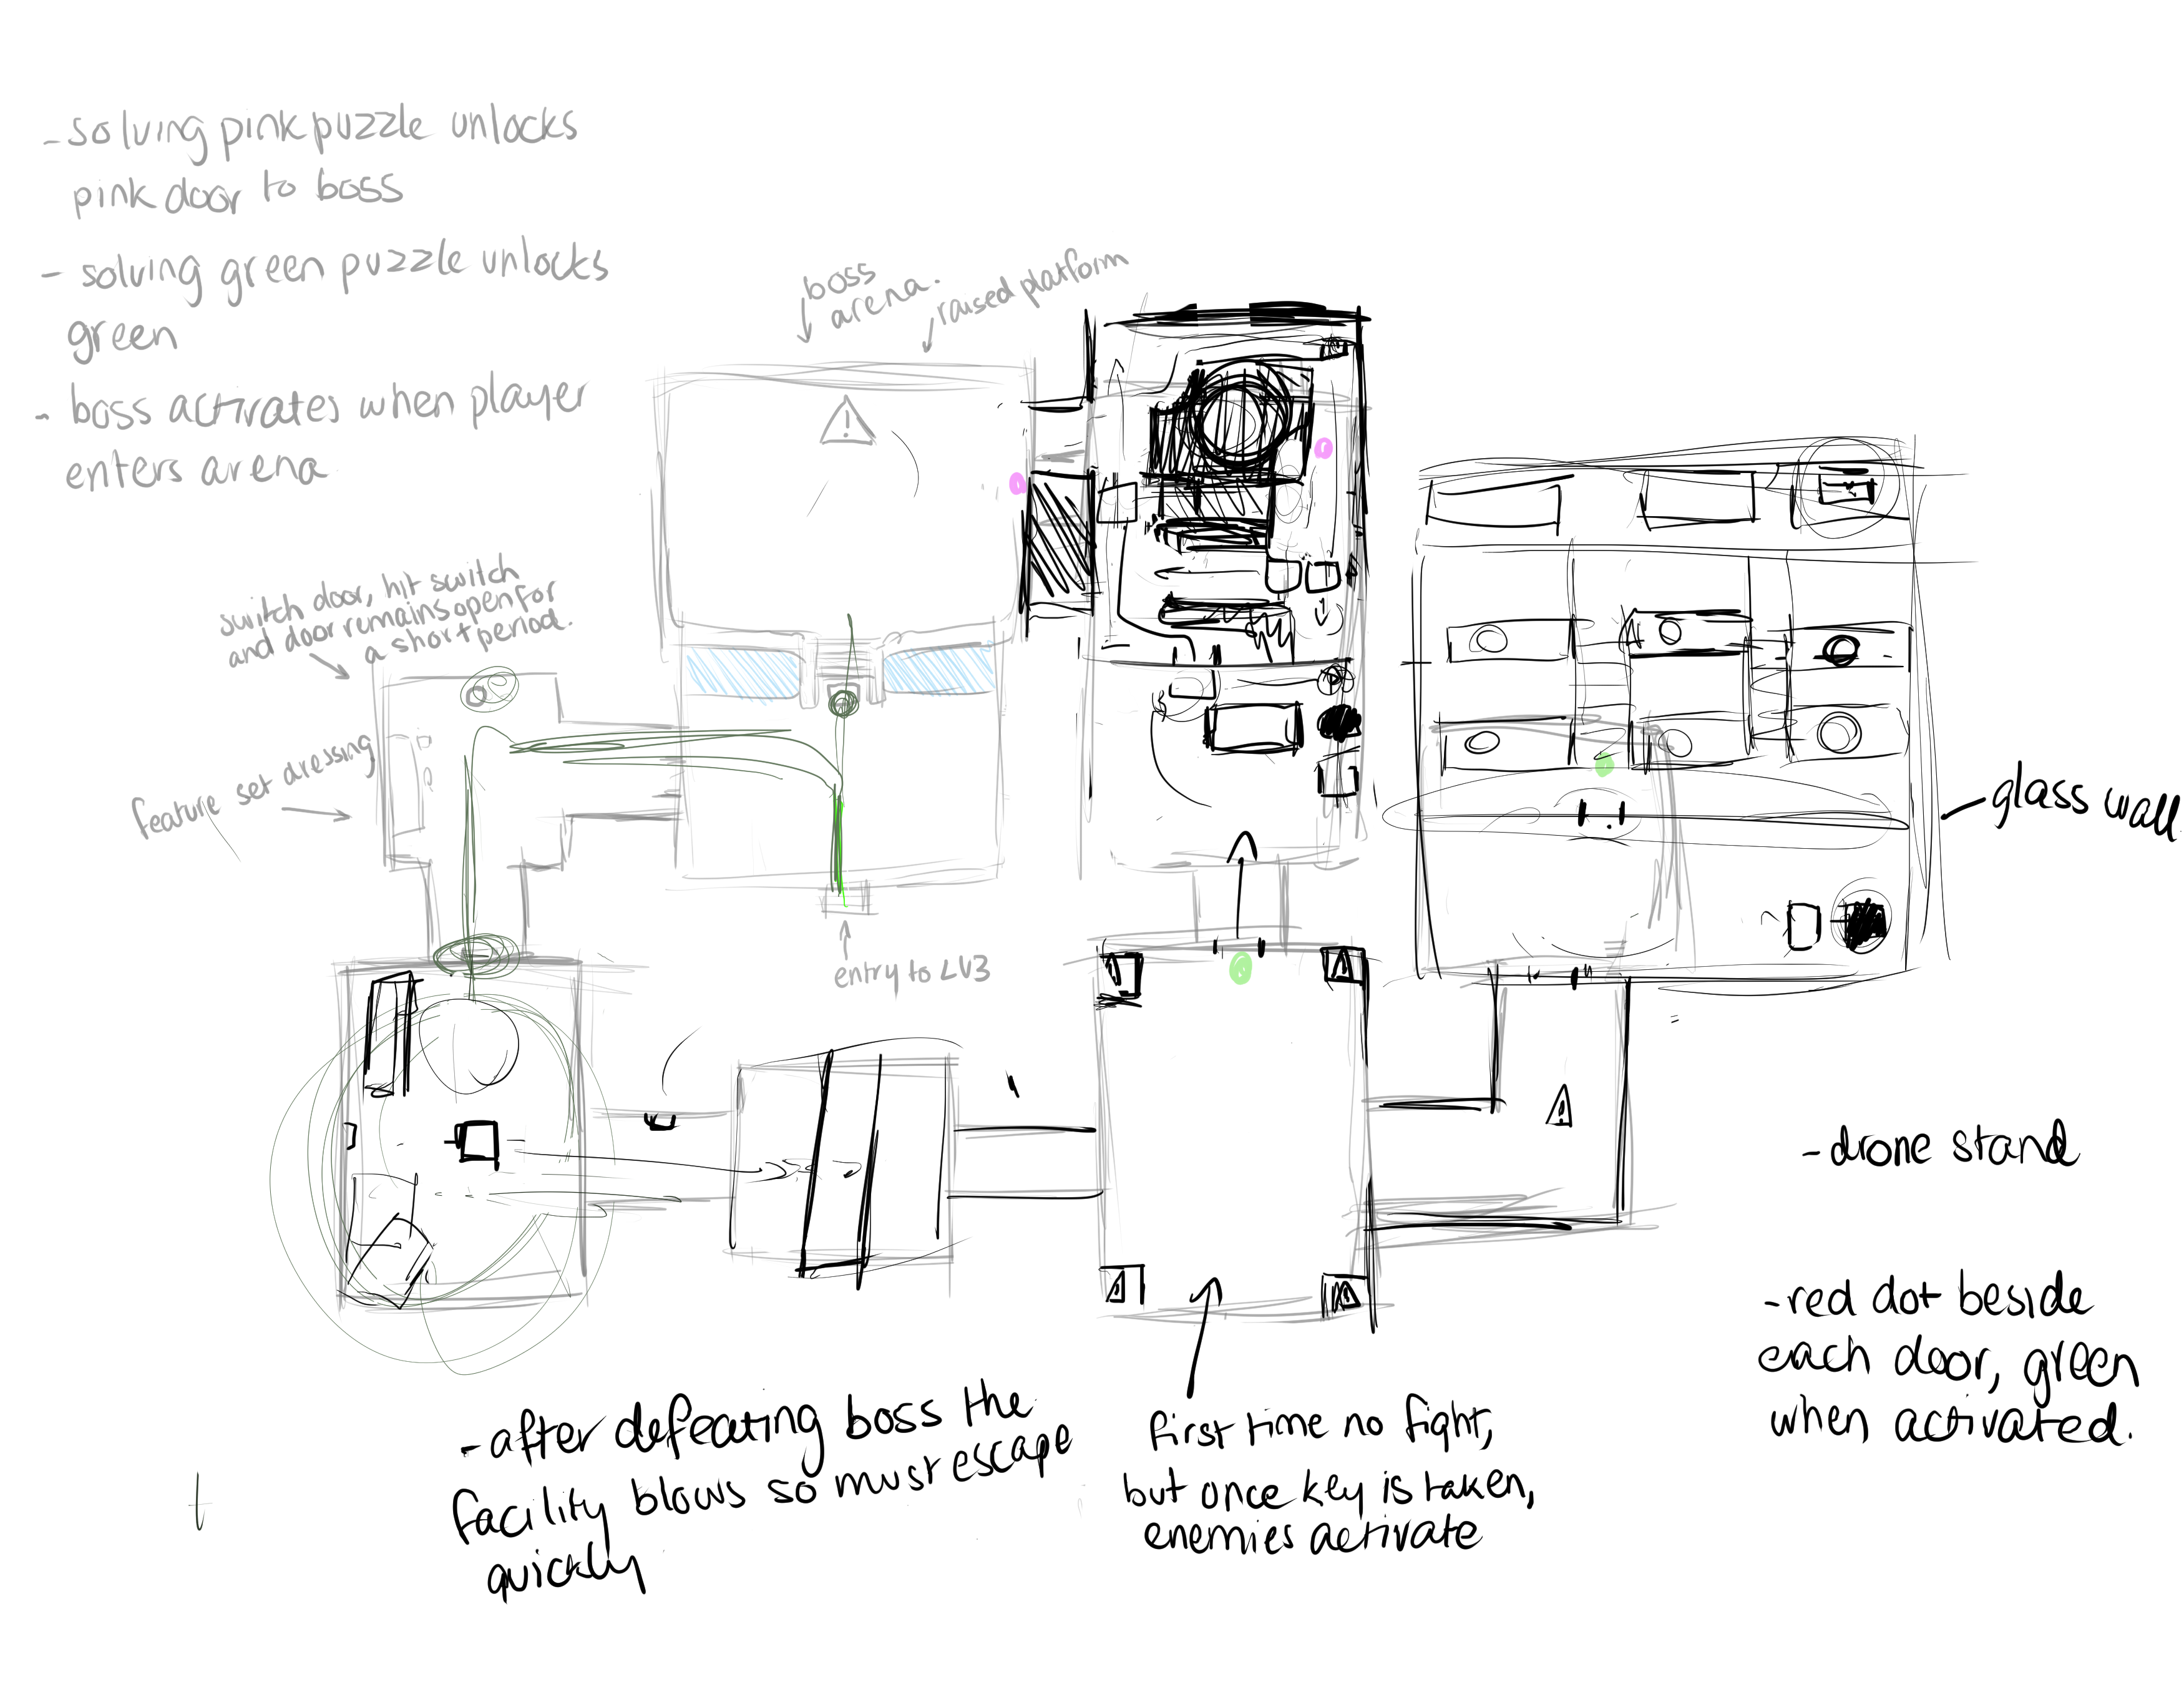 - solving pink puzzle unlocks
pink door to boss
- solving green puzzle unlocks
green
- boss activates when player
enters arena
boss
arena.
raised platform
switch door, hit switch
and door remains open for
a short period.
feature set dressing
entry to LV3
glass wall
- drone stand
- red dot beside
each door, green
when activated.
- after defeating boss the
facility blows so must escape
quickly
first time no fight,
but once key is taken,
enemies activate
t